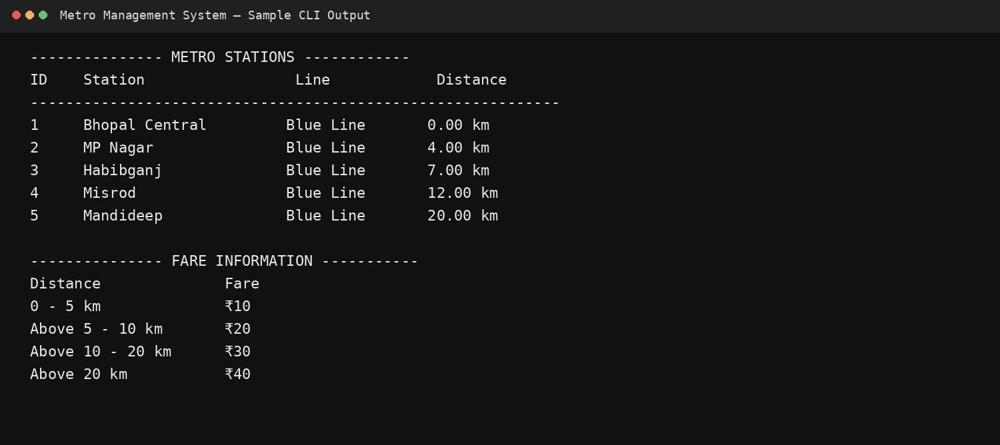 Metro Management System — Sample CLI Output
--------------- METRO STATIONS ------------
ID    Station                 Line            Distance
------------------------------------------------------------
1     Bhopal Central         Blue Line       0.00 km
2     MP Nagar               Blue Line       4.00 km
3     Habibganj              Blue Line       7.00 km
4     Misrod                 Blue Line       12.00 km
5     Mandideep              Blue Line       20.00 km
--------------- FARE INFORMATION -----------
Distance              Fare
0 - 5 km              ₹10
Above 5 - 10 km       ₹20
Above 10 - 20 km      ₹30
Above 20 km           ₹40